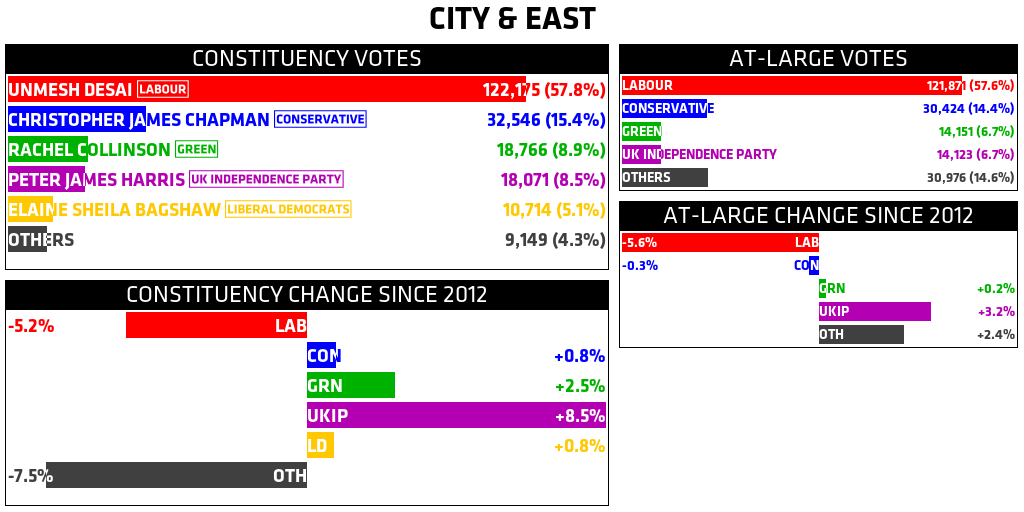 CITY & EAST
CONSTITUENCY VOTES
UNMESH DESAI LABOUR 122,175 (57.8%)
CHRISTOPHER JAMES CHAPMAN CONSERVATIVE 32,546 (15.4%)
RACHEL COLLINSON GREEN 18,766 (8.9%)
PETER JAMES HARRIS UK INDEPENDENCE PARTY 18,071 (8.5%)
ELAINE SHEILA BAGSHAW LIBERAL DEMOCRATS 10,714 (5.1%)
OTHERS 9,149 (4.3%)
CONSTITUENCY CHANGE SINCE 2012
-5.2% LAB
CON +0.8%
GRN +2.5%
UKIP +8.5%
LD +0.8%
-7.5% OTH
AT-LARGE VOTES
LABOUR 121,871 (57.6%)
CONSERVATIVE 30,424 (14.4%)
GREEN 14,151 (6.7%)
UK INDEPENDENCE PARTY 14,123 (6.7%)
OTHERS 30,976 (14.6%)
AT-LARGE CHANGE SINCE 2012
-5.6% LAB
-0.3% CON
GRN +0.2%
UKIP +3.2%
OTH +2.4%